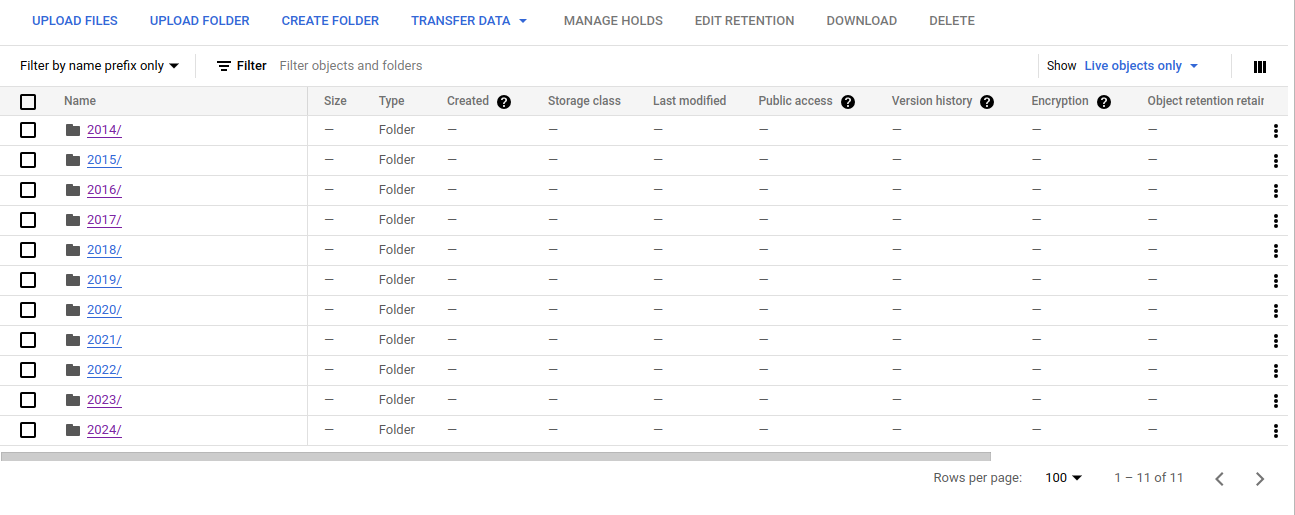 UPLOAD FILES UPLOAD FOLDER CREATE FOLDER TRANSFER DATA MANAGE HOLDS EDIT RETENTION DOWNLOAD DELETE
Filter by name prefix only Filter Filter objects and folders Show Live objects only
Name Size Type Created ? Storage class Last modified Public access ? Version history ? Encryption ? Object retention retain
2014/ — Folder — — — — — — —
2015/ — Folder — — — — — — —
2016/ — Folder — — — — — — —
2017/ — Folder — — — — — — —
2018/ — Folder — — — — — — —
2019/ — Folder — — — — — — —
2020/ — Folder — — — — — — —
2021/ — Folder — — — — — — —
2022/ — Folder — — — — — — —
2023/ — Folder — — — — — — —
2024/ — Folder — — — — — — —
Rows per page: 100 1 – 11 of 11